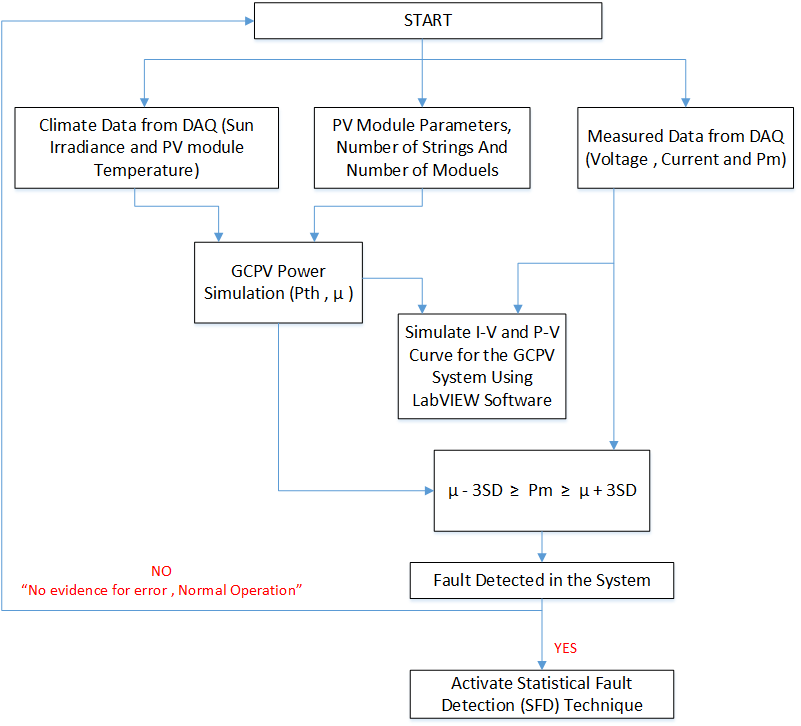 START
Climate Data from DAQ (Sun
Irradiance and PV module
Temperature)
PV Module Parameters,
Number of Strings And
Number of Moduels
Measured Data from DAQ
(Voltage , Current and Pm)
GCPV Power
Simulation (Pth , μ )
Simulate I-V and P-V
Curve for the GCPV
System Using
LabVIEW Software
μ - 3SD ≥ Pm ≥ μ + 3SD
NO
“No evidence for error , Normal Operation”
Fault Detected in the System
YES
Activate Statistical Fault
Detection (SFD) Technique